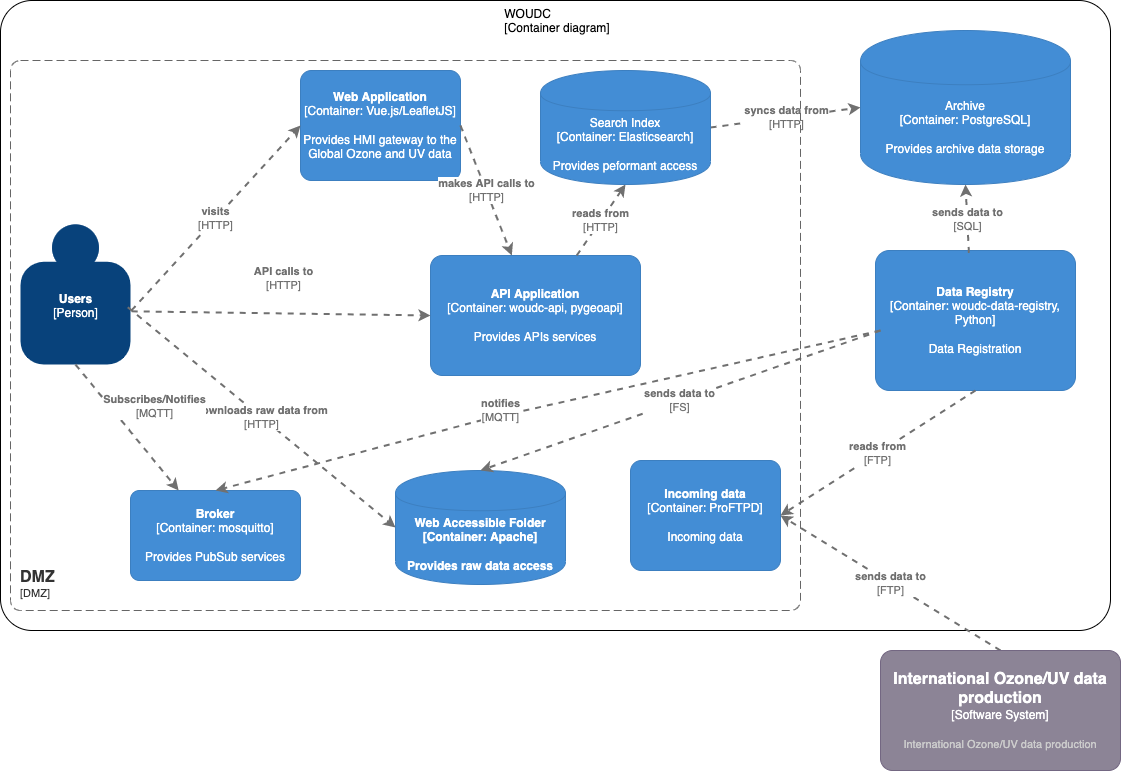 WOUDC
[Container diagram]
Web Application
[Container: Vue.js/LeafletJS]
Provides HMI gateway to the
Global Ozone and UV data
Search Index
[Container: Elasticsearch]
Provides peformant access
syncs data from
[HTTP]
Archive
[Container: PostgreSQL]
Provides archive data storage
makes API calls to
[HTTP]
visits
[HTTP]
reads from
[HTTP]
sends data to
[SQL]
API calls to
[HTTP]
Users
[Person]
API Application
[Container: woudc-api, pygeoapi]
Provides APIs services
Data Registry
[Container: woudc-data-registry,
Python]
Data Registration
Subscribes/Notifies
[MQTT]
ownloads raw data from
[HTTP]
notifies
[MQTT]
sends data to
[FS]
reads from
[FTP]
Broker
[Container: mosquitto]
Provides PubSub services
Web Accessible Folder
[Container: Apache]
Provides raw data access
Incoming data
[Container: ProFTPD]
Incoming data
DMZ
[DMZ]
sends data to
[FTP]
International Ozone/UV data
production
[Software System]
International Ozone/UV data production